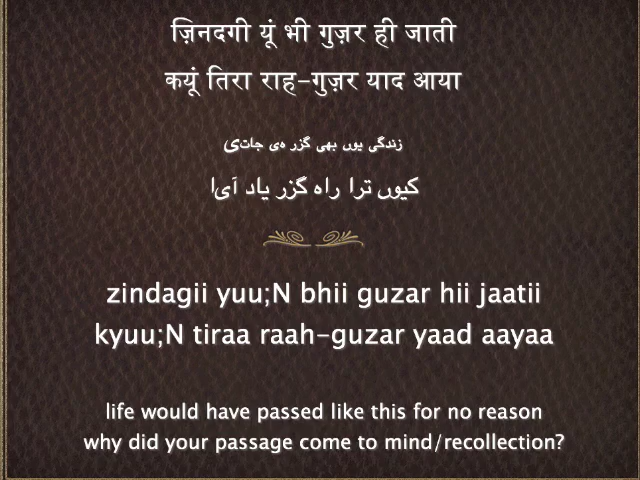 ज़िनदगी यूं भी गुज़र ही जाती
कयूं तिरा राह-गुज़र याद आया
زندگی یوں بھی گزر ہی جاتی
کیوں ترا راہ گزر یاد آیا
zindagii yuu;N bhii guzar hii jaatii
kyuu;N tiraa raah-guzar yaad aayaa
life would have passed like this for no reason
why did your passage come to mind/recollection?